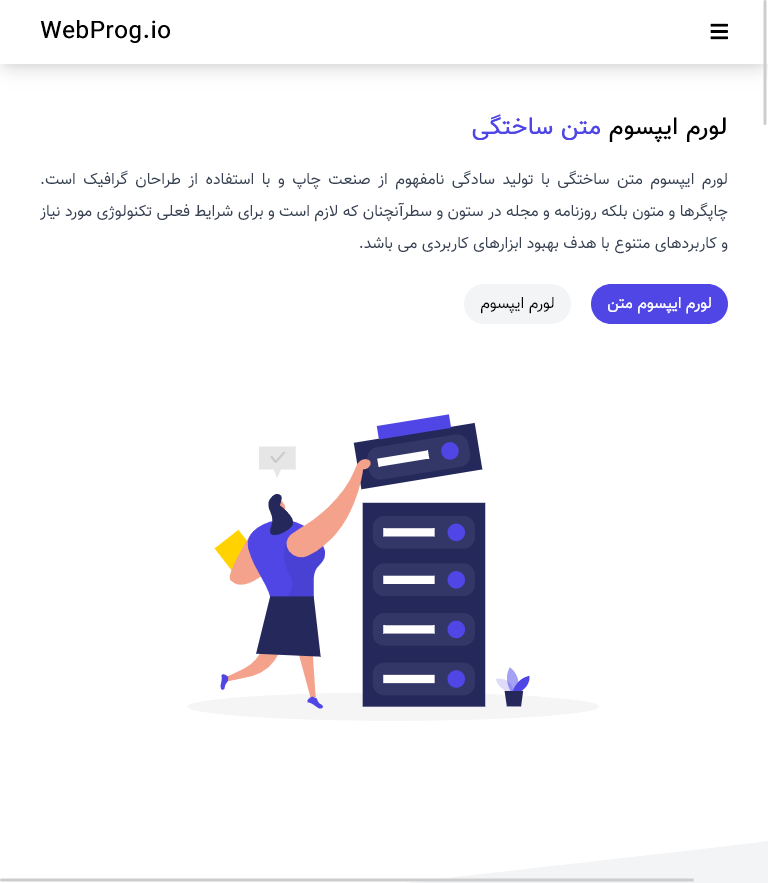 WebProg.io
لورم ایپسوم متن ساختگی
لورم ایپسوم متن ساختگی با تولید سادگی نامفهوم از صنعت چاپ و با استفاده از طراحان گرافیک است.
چاپگرها و متون بلکه روزنامه و مجله در ستون و سطرآنچنان که لازم است و برای شرایط فعلی تکنولوژی مورد نیاز
و کاربردهای متنوع با هدف بهبود ابزارهای کاربردی می باشد.
لورم ایپسوم متن
لورم ایپسوم